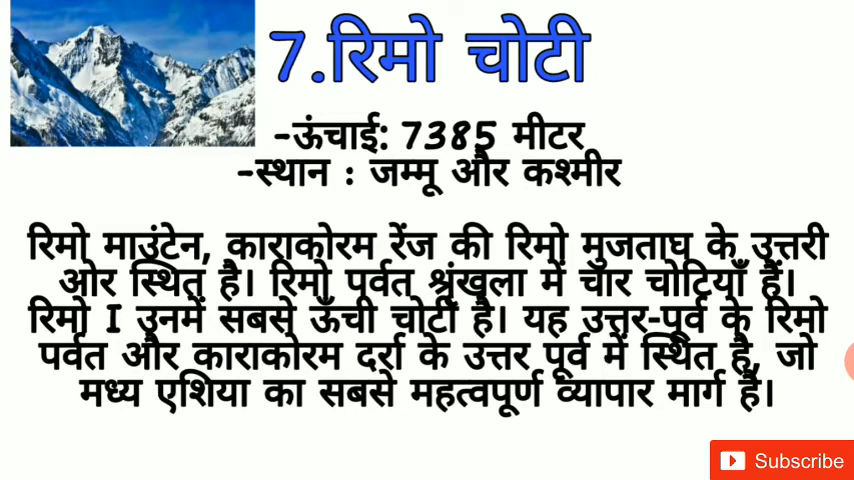 7.रिमो चोटी
-ऊंचाई: 7385 मीटर
-स्थान : जम्मू और कश्मीर
रिमो माउंटेन, काराकोरम रेंज की रिमो मुजताघ के उत्तरी
ओर स्थित है। रिमो पर्वत श्रृंखला में चार चोटियाँ हैं।
रिमो I उनमें सबसे ऊँची चोटी है। यह उत्तर-पूर्व के रिमो
पर्वत और काराकोरम दर्रा के उत्तर पूर्व में स्थित है, जो
मध्य एशिया का सबसे महत्वपूर्ण व्यापार मार्ग है।
Subscribe